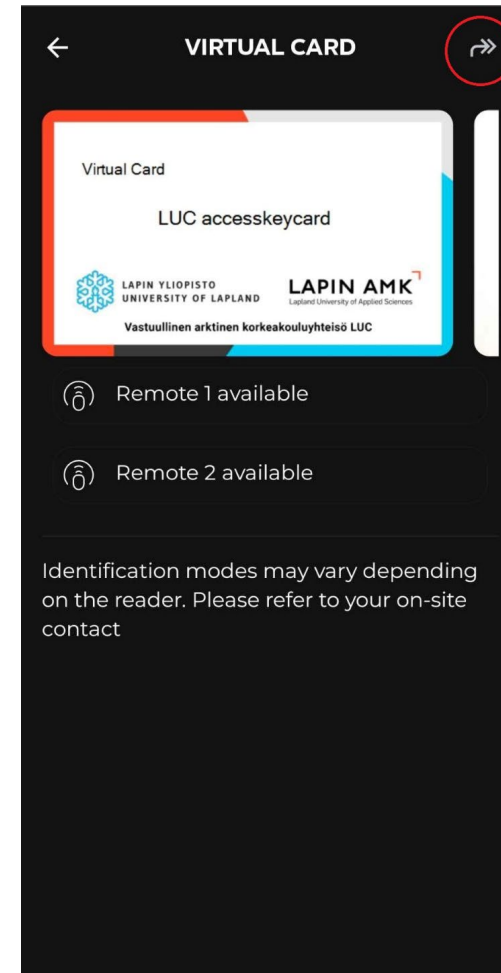 VIRTUAL CARD
Virtual Card
LUC accesskeycard
LAPIN YLIOPISTO
UNIVERSITY OF LAPLAND
LAPIN AMK
Lapland University of Applied Sciences
Vastuullinen arktinen korkeakouluyhteisö LUC
Remote 1 available
Remote 2 available
Identification modes may vary depending
on the reader. Please refer to your on-site
contact